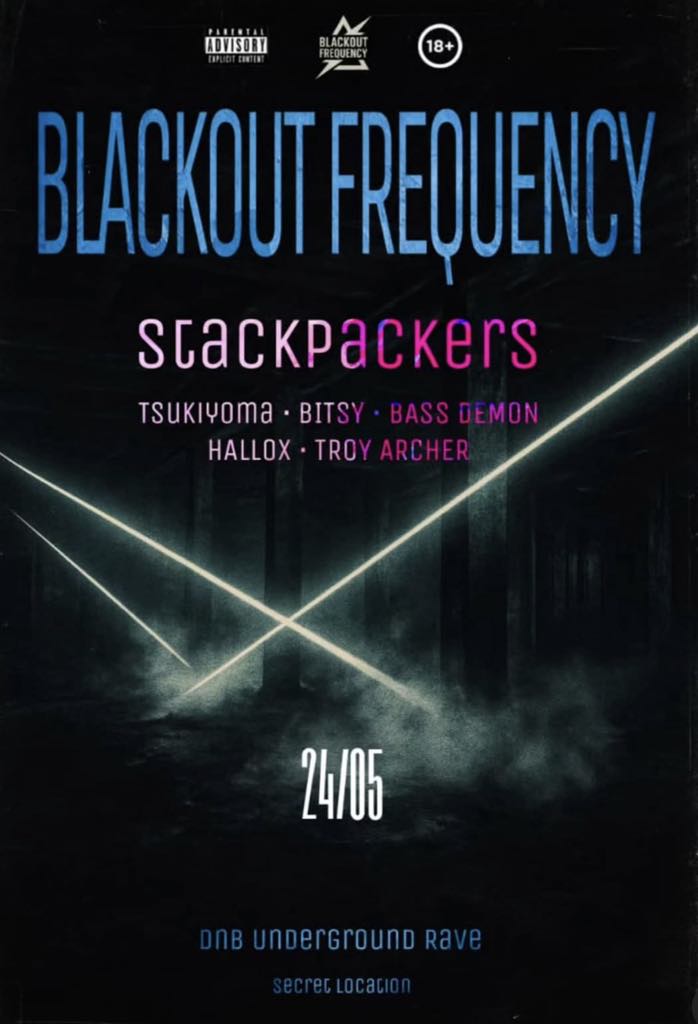 PARENTAL
ADVISORY
EXPLICIT CONTENT
BLACKOUT
FREQUENCY
18+
BLACKOUT FREQUENCY
stackpackers
TSUKIYOMA · BITSY · BASS DEMON
HALLOX · TROY ARCHER
24/05
DNB UNDERGROUND RAVE
SECRET LOCATION